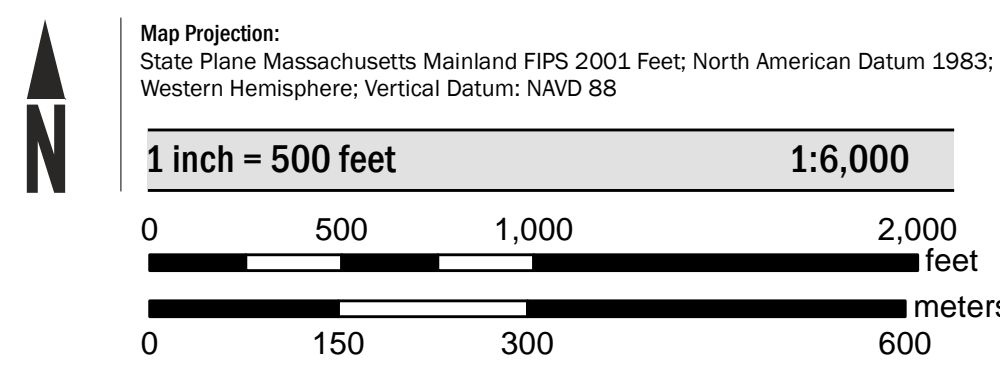 N
Map Projection:
State Plane Massachusetts Mainland FIPS 2001 Feet; North American Datum 1983;
Western Hemisphere; Vertical Datum: NAVD 88
1 inch = 500 feet 1:6,000
0 500 1,000 2,000
feet
meters
0 150 300 600